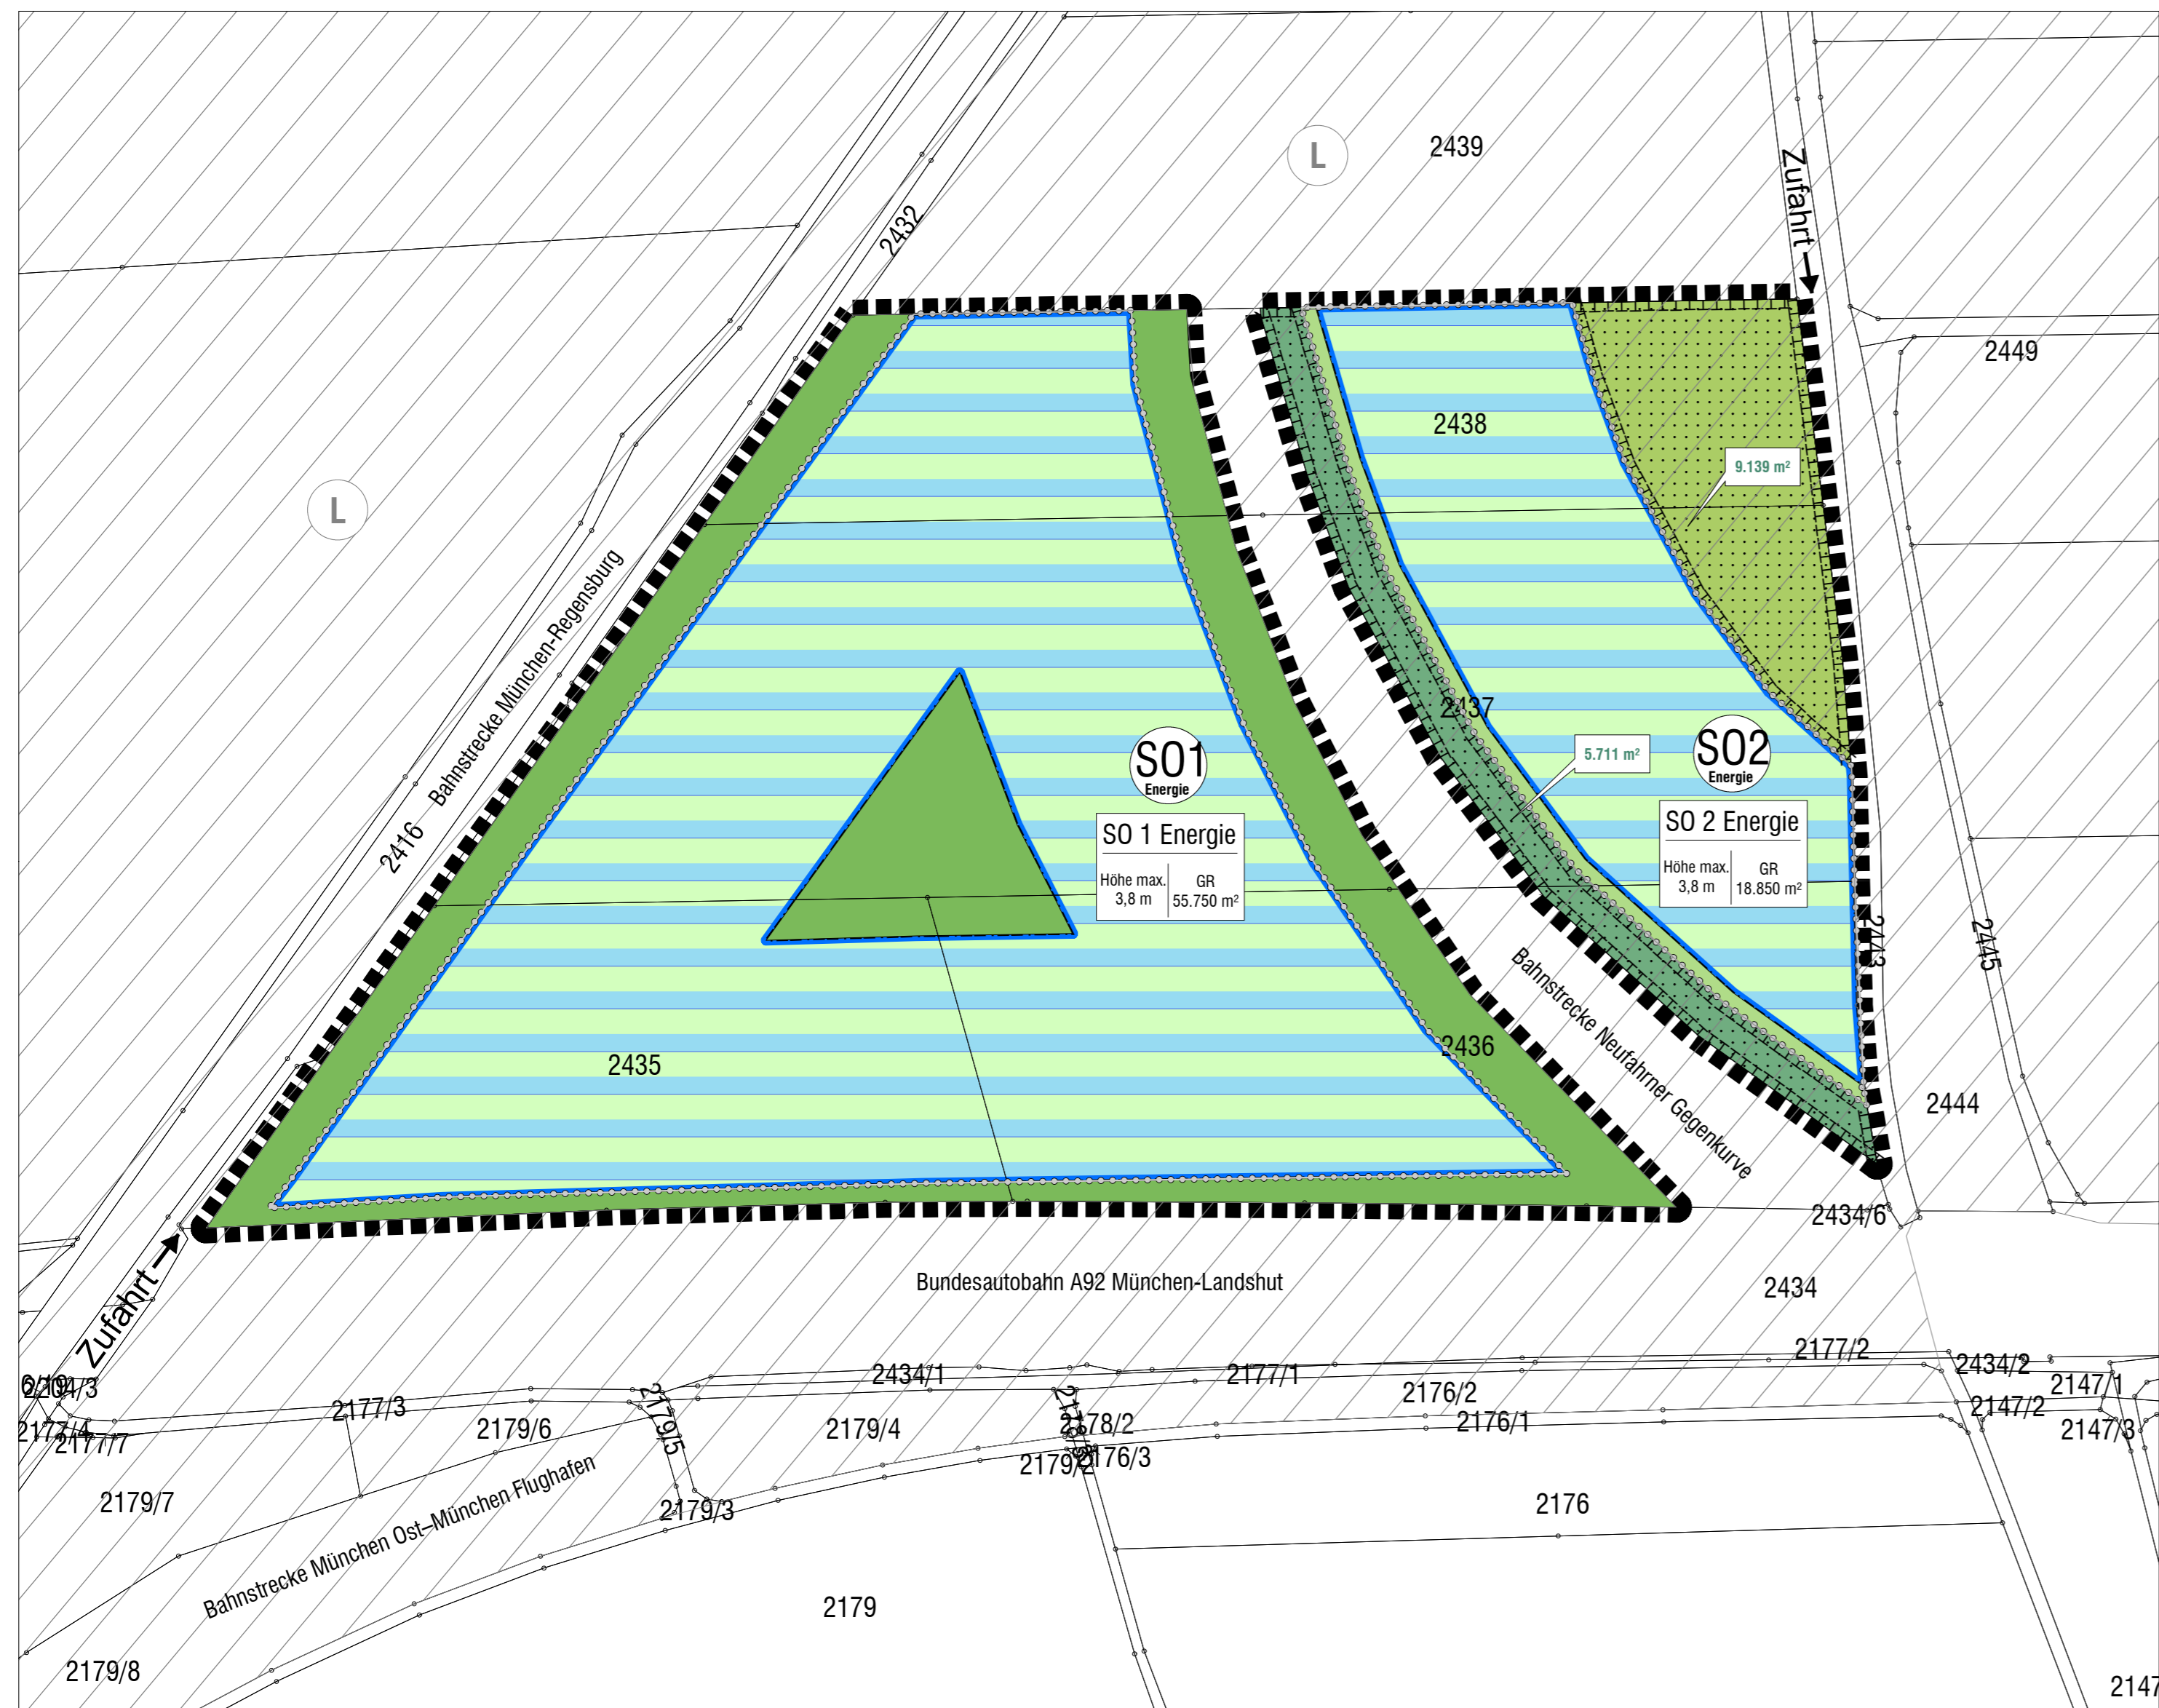 2439
L
Zufahrt
2432
2449
2438
9.139 m²
L
Bahnstrecke München-Regensburg
2416
2437
5.711 m²
SO1
Energie
SO2
Energie
SO 1 Energie
Höhe max.
3,8 m
GR
55.750 m²
SO 2 Energie
Höhe max.
3,8 m
GR
18.850 m²
2443
2445
Bahnstrecke Neufahrner Gegenkurve
2435
2436
2444
2434/6
Zufahrt
Bundesautobahn A92 München-Landshut
2434
2177/2
2434/2
2434/1
2177/1
2147/1
2176/2
2147/2
2177/3
2179/6
2179/5
2179/4
2178/2
2176/1
2147/3
2177/4
2177/7
2179/2
2176/3
Bahnstrecke München Ost–München Flughafen
2179/7
2179/3
2176
2179
2179/8
2147